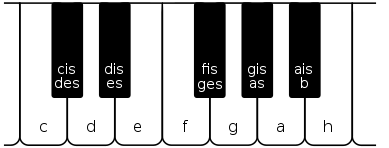 cis dis fis gis ais
des es ges as b
c d e f g a h